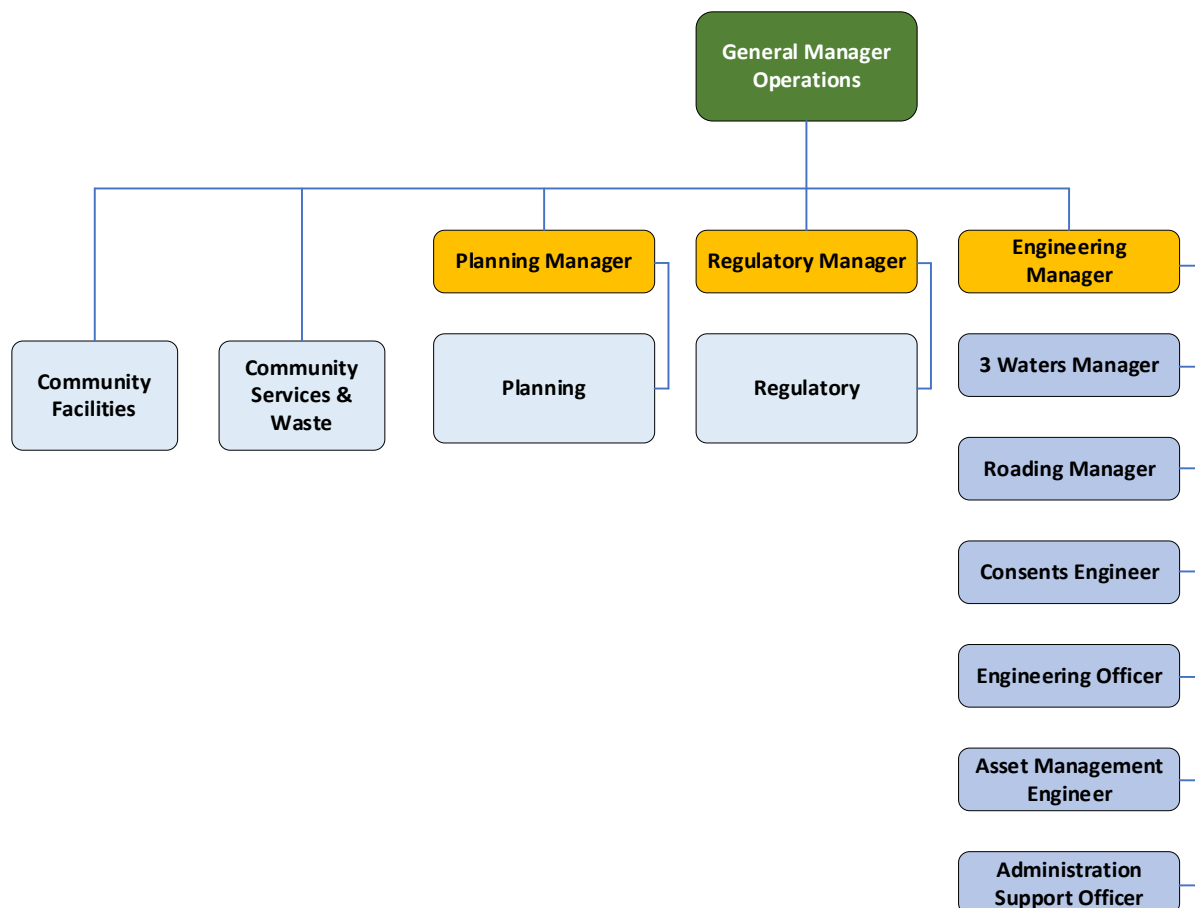 General Manager
Operations
Planning Manager
Regulatory Manager
Engineering
Manager
Community
Facilities
Community
Services &
Waste
Planning
Regulatory
3 Waters Manager
Roading Manager
Consents Engineer
Engineering Officer
Asset Management
Engineer
Administration
Support Officer